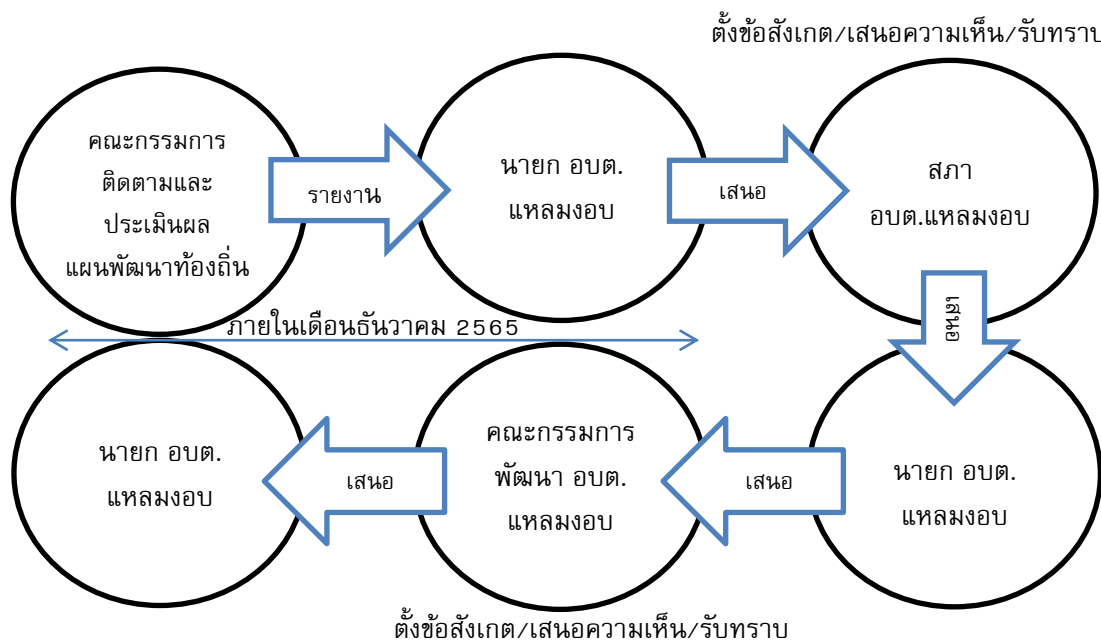 ตั้งข้อสังเกต/เสนอความเห็น/รับทราบ
คณะกรรมการ
ติดตามและ
ประเมินผล
แผนพัฒนาท้องถิ่น
รายงาน
นายก อบต.
แหลมงอบ
เสนอ
สภา
อบต.แหลมงอบ
เสนอ
ภายในเดือนธันวาคม 2565
นายก อบต.
แหลมงอบ
เสนอ
คณะกรรมการ
พัฒนา อบต.
แหลมงอบ
เสนอ
นายก อบต.
แหลมงอบ
ตั้งข้อสังเกต/เสนอความเห็น/รับทราบ